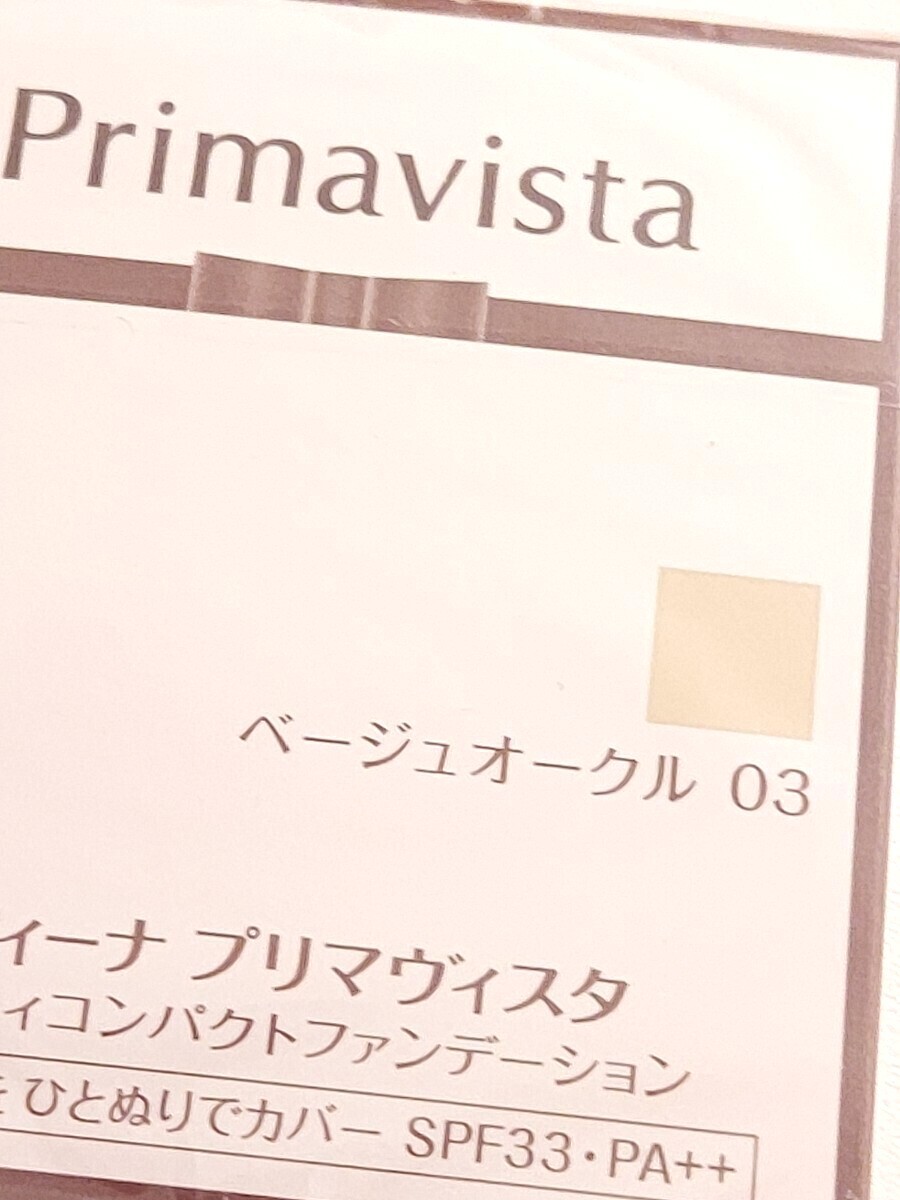 Primavista
ベージュオークル 03
ィーナ プリマヴィスタ
ィコンパクトファンデーション
ひとぬりでカバー SPF33・PA++